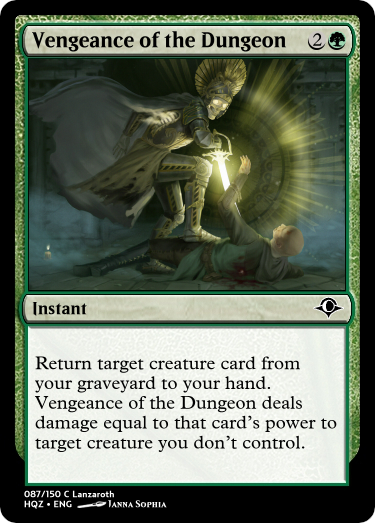 Vengeance of the Dungeon 2
Instant
Return target creature card from
your graveyard to your hand.
Vengeance of the Dungeon deals
damage equal to that card's power to
target creature you don't control.
087/150 C Lanzaroth
HQZ • ENG Ianna Sophia